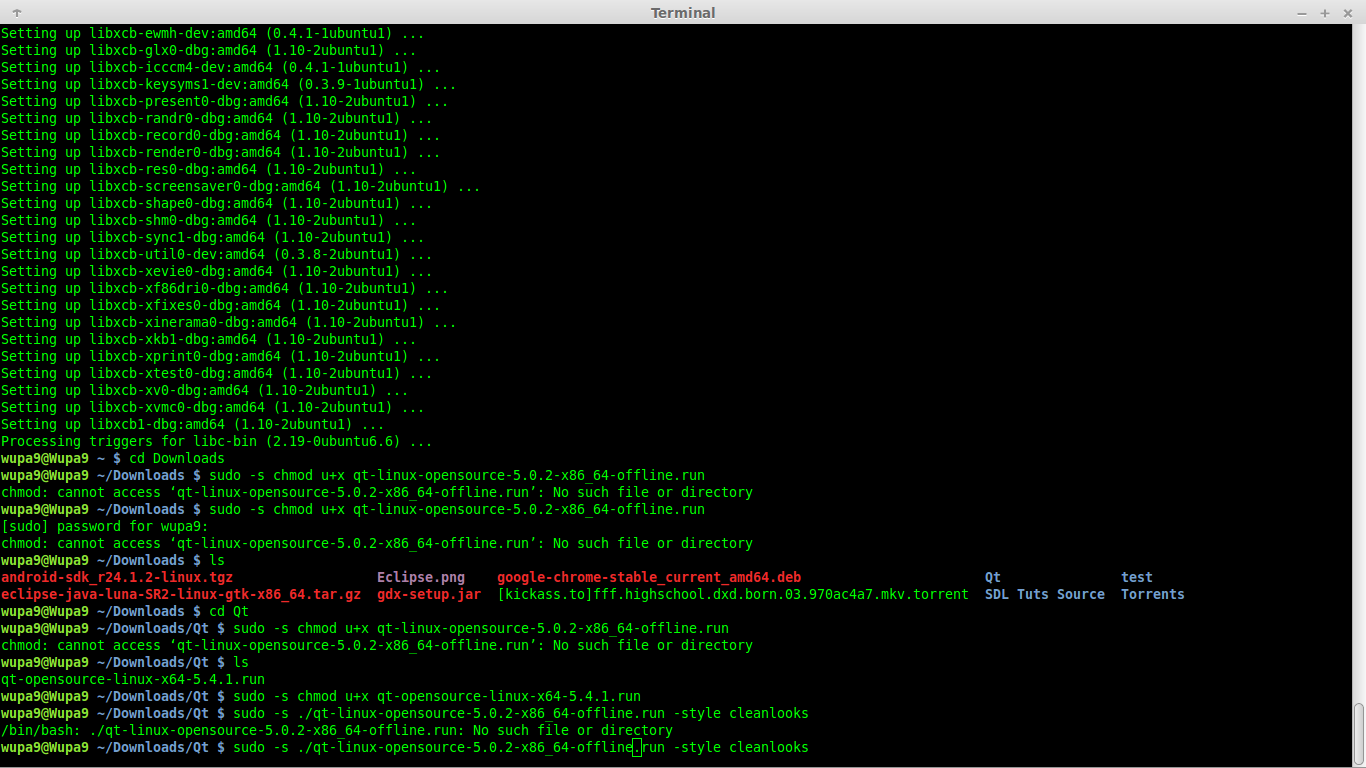 Terminal
Setting up libxcb-ewmh-dev:amd64 (0.4.1-1ubuntu1) ...
Setting up libxcb-glx0-dbg:amd64 (1.10-2ubuntu1) ...
Setting up libxcb-icccm4-dev:amd64 (0.4.1-1ubuntu1) ...
Setting up libxcb-keysyms1-dev:amd64 (0.3.9-1ubuntu1) ...
Setting up libxcb-present0-dbg:amd64 (1.10-2ubuntu1) ...
Setting up libxcb-randr0-dbg:amd64 (1.10-2ubuntu1) ...
Setting up libxcb-record0-dbg:amd64 (1.10-2ubuntu1) ...
Setting up libxcb-render0-dbg:amd64 (1.10-2ubuntu1) ...
Setting up libxcb-res0-dbg:amd64 (1.10-2ubuntu1) ...
Setting up libxcb-screensaver0-dbg:amd64 (1.10-2ubuntu1) ...
Setting up libxcb-shape0-dbg:amd64 (1.10-2ubuntu1) ...
Setting up libxcb-shm0-dbg:amd64 (1.10-2ubuntu1) ...
Setting up libxcb-sync1-dbg:amd64 (1.10-2ubuntu1) ...
Setting up libxcb-util0-dev:amd64 (0.3.8-2ubuntu1) ...
Setting up libxcb-xevie0-dbg:amd64 (1.10-2ubuntu1) ...
Setting up libxcb-xf86dri0-dbg:amd64 (1.10-2ubuntu1) ...
Setting up libxcb-xfixes0-dbg:amd64 (1.10-2ubuntu1) ...
Setting up libxcb-xinerama0-dbg:amd64 (1.10-2ubuntu1) ...
Setting up libxcb-xkb1-dbg:amd64 (1.10-2ubuntu1) ...
Setting up libxcb-xprint0-dbg:amd64 (1.10-2ubuntu1) ...
Setting up libxcb-xtest0-dbg:amd64 (1.10-2ubuntu1) ...
Setting up libxcb-xv0-dbg:amd64 (1.10-2ubuntu1) ...
Setting up libxcb-xvmc0-dbg:amd64 (1.10-2ubuntu1) ...
Setting up libxcb1-dbg:amd64 (1.10-2ubuntu1) ...
Processing triggers for libc-bin (2.19-0ubuntu6.6) ...
wupa9@Wupa9 ~ $ cd Downloads
wupa9@Wupa9 ~/Downloads $ sudo -s chmod u+x qt-linux-opensource-5.0.2-x86_64-offline.run
chmod: cannot access ‘qt-linux-opensource-5.0.2-x86_64-offline.run’: No such file or directory
wupa9@Wupa9 ~/Downloads $ sudo -s chmod u+x qt-linux-opensource-5.0.2-x86_64-offline.run
[sudo] password for wupa9:
chmod: cannot access ‘qt-linux-opensource-5.0.2-x86_64-offline.run’: No such file or directory
wupa9@Wupa9 ~/Downloads $ ls
android-sdk_r24.1.2-linux.tgz Eclipse.png google-chrome-stable_current_amd64.deb Qt test
eclipse-java-luna-SR2-linux-gtk-x86_64.tar.gz gdx-setup.jar [kickass.to]fff.highschool.dxd.born.03.970ac4a7.mkv.torrent SDL Tuts Source Torrents
wupa9@Wupa9 ~/Downloads $ cd Qt
wupa9@Wupa9 ~/Downloads/Qt $ sudo -s chmod u+x qt-linux-opensource-5.0.2-x86_64-offline.run
chmod: cannot access ‘qt-linux-opensource-5.0.2-x86_64-offline.run’: No such file or directory
wupa9@Wupa9 ~/Downloads/Qt $ ls
qt-opensource-linux-x64-5.4.1.run
wupa9@Wupa9 ~/Downloads/Qt $ sudo -s chmod u+x qt-opensource-linux-x64-5.4.1.run
wupa9@Wupa9 ~/Downloads/Qt $ sudo -s ./qt-linux-opensource-5.0.2-x86_64-offline.run -style cleanlooks
/bin/bash: ./qt-linux-opensource-5.0.2-x86_64-offline.run: No such file or directory
wupa9@Wupa9 ~/Downloads/Qt $ sudo -s ./qt-linux-opensource-5.0.2-x86_64-offline.run -style cleanlooks